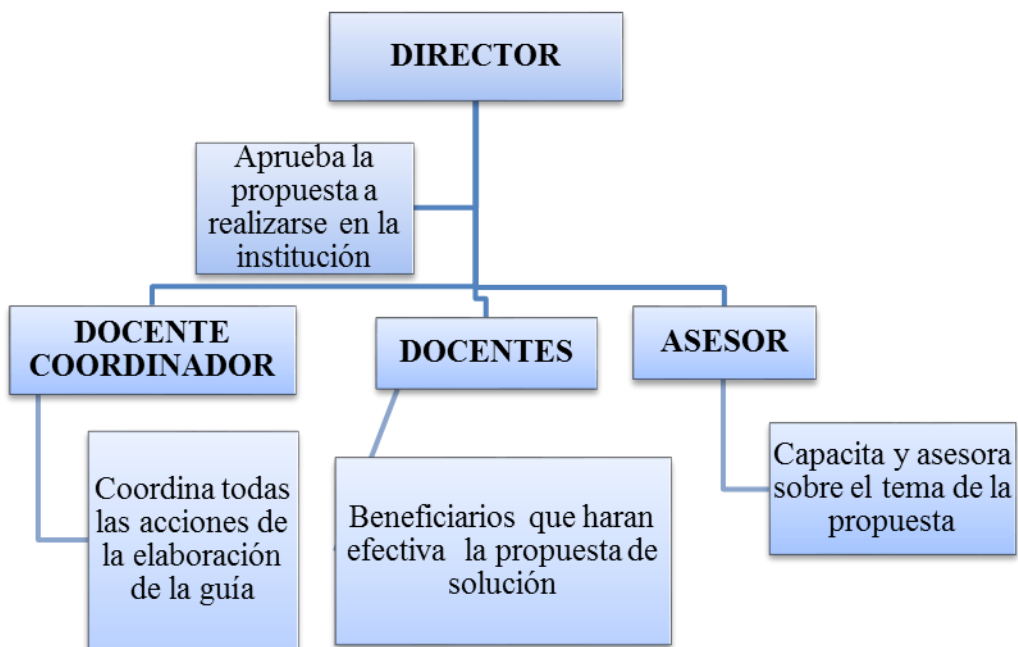 DIRECTOR
Aprueba la
propuesta a
realizarse en la
institución
DOCENTE
COORDINADOR
DOCENTES
ASESOR
Coordina todas
las acciones de
la elaboración
de la guía
Beneficiarios que haran
efectiva la propuesta de
solución
Capacita y asesora
sobre el tema de la
propuesta